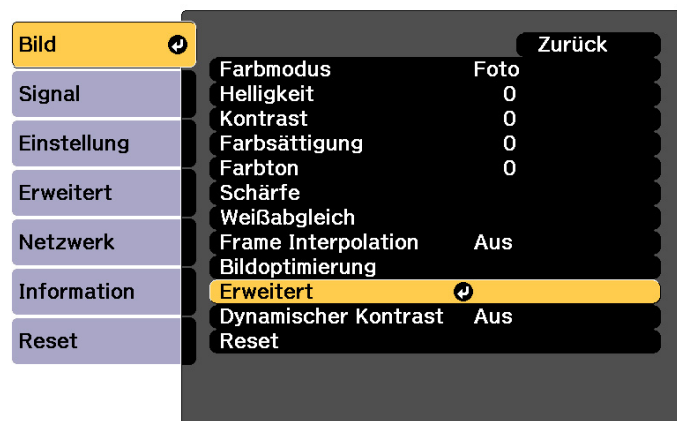 Bild
Signal
Einstellung
Erweitert
Netzwerk
Information
Reset
Zurück
Farbmodus Foto
Helligkeit 0
Kontrast 0
Farbsättigung 0
Farbton 0
Schärfe
Weißabgleich
Frame Interpolation Aus
Bildoptimierung
Erweitert
Dynamischer Kontrast Aus
Reset